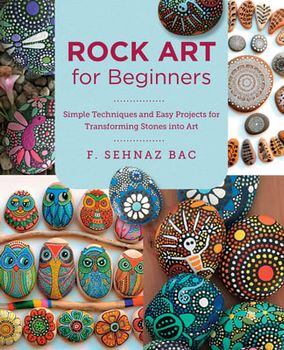 ROCK ART
for Beginners
Simple Techniques and Easy Projects for
Transforming Stones into Art
F. SEHNAZ BAC